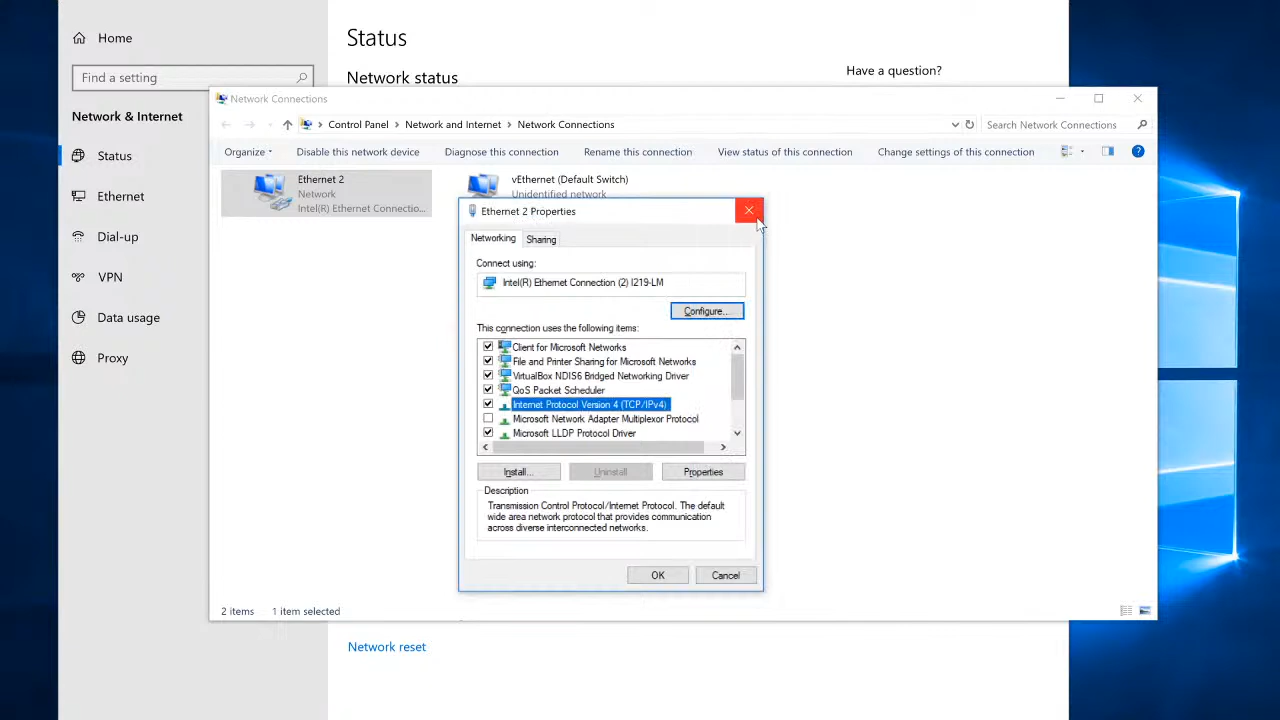 Home
Find a setting
Network & Internet
Status
Ethernet
Dial-up
VPN
Data usage
Proxy
Status
Network status
Have a question?
Network Connections
Control Panel > Network and Internet > Network Connections
Search Network Connections
Organize
Disable this network device
Diagnose this connection
Rename this connection
View status of this connection
Change settings of this connection
Ethernet 2
Network
Intel(R) Ethernet Connectio...
vEthernet (Default Switch)
Unidentified network
Ethernet 2 Properties
Networking
Sharing
Connect using:
Intel(R) Ethernet Connection (2) I219-LM
Configure...
This connection uses the following items:
Client for Microsoft Networks
File and Printer Sharing for Microsoft Networks
VirtualBox NDIS6 Bridged Networking Driver
QoS Packet Scheduler
Internet Protocol Version 4 (TCP/IPv4)
Microsoft Network Adapter Multiplexor Protocol
Microsoft LLDP Protocol Driver
Install...
Uninstall
Properties
Description
Transmission Control Protocol/Internet Protocol. The default
wide area network protocol that provides communication
across diverse interconnected networks.
OK
Cancel
2 items
1 item selected
Network reset